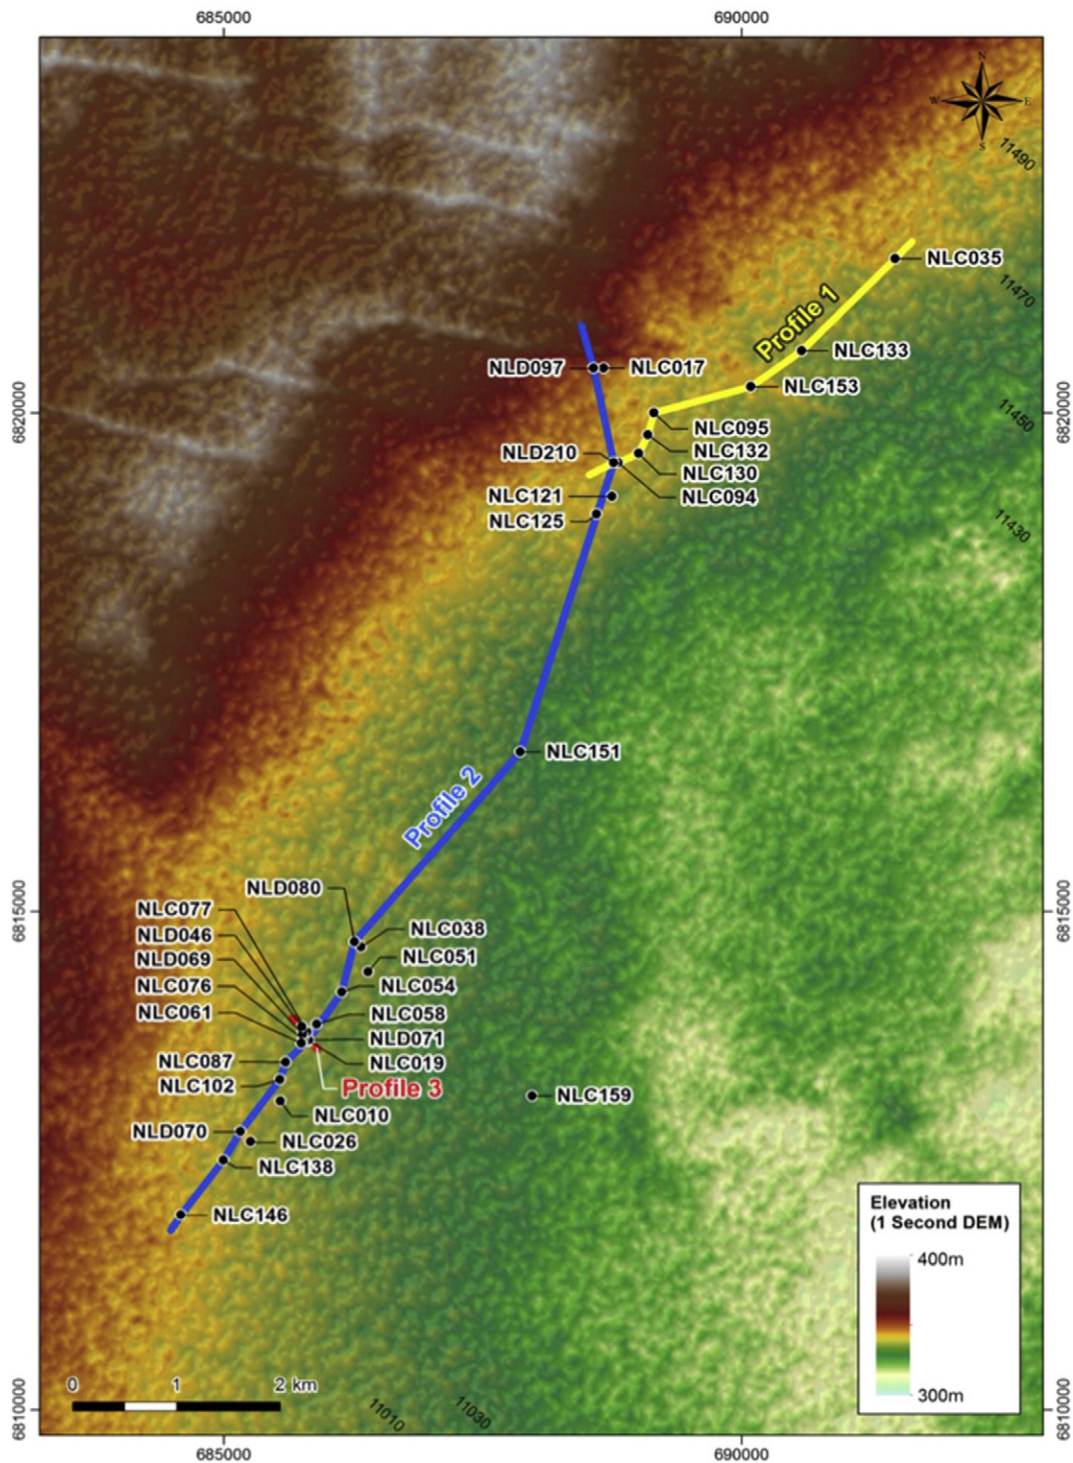 685000
690000
N
W
E
S
11490
NLC035
11470
Profile 1
NLC133
NLD097
NLC017
NLC153
6820000
6820000
11450
NLC095
NLD210
NLC132
NLC130
NLC121
NLC094
NLC125
11430
NLC151
Profile 2
NLD080
NLC077
6815000
6815000
NLC038
NLD046
NLC051
NLD069
NLC076
NLC054
NLC061
NLC058
NLD071
NLC087
NLC019
NLC102
Profile 3
NLC159
NLC010
NLD070
NLC026
NLC138
NLC146
Elevation
(1 Second DEM)
400m
300m
0 1 2 km
11010
11030
6810000
6810000
685000
690000